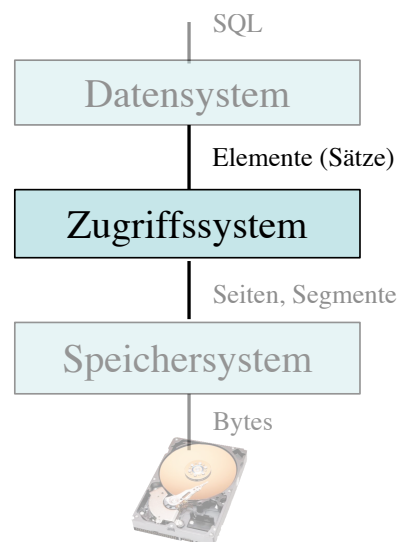 SQL
Datensystem
Elemente (Sätze)
Zugriffssystem
Seiten, Segmente
Speichersystem
Bytes